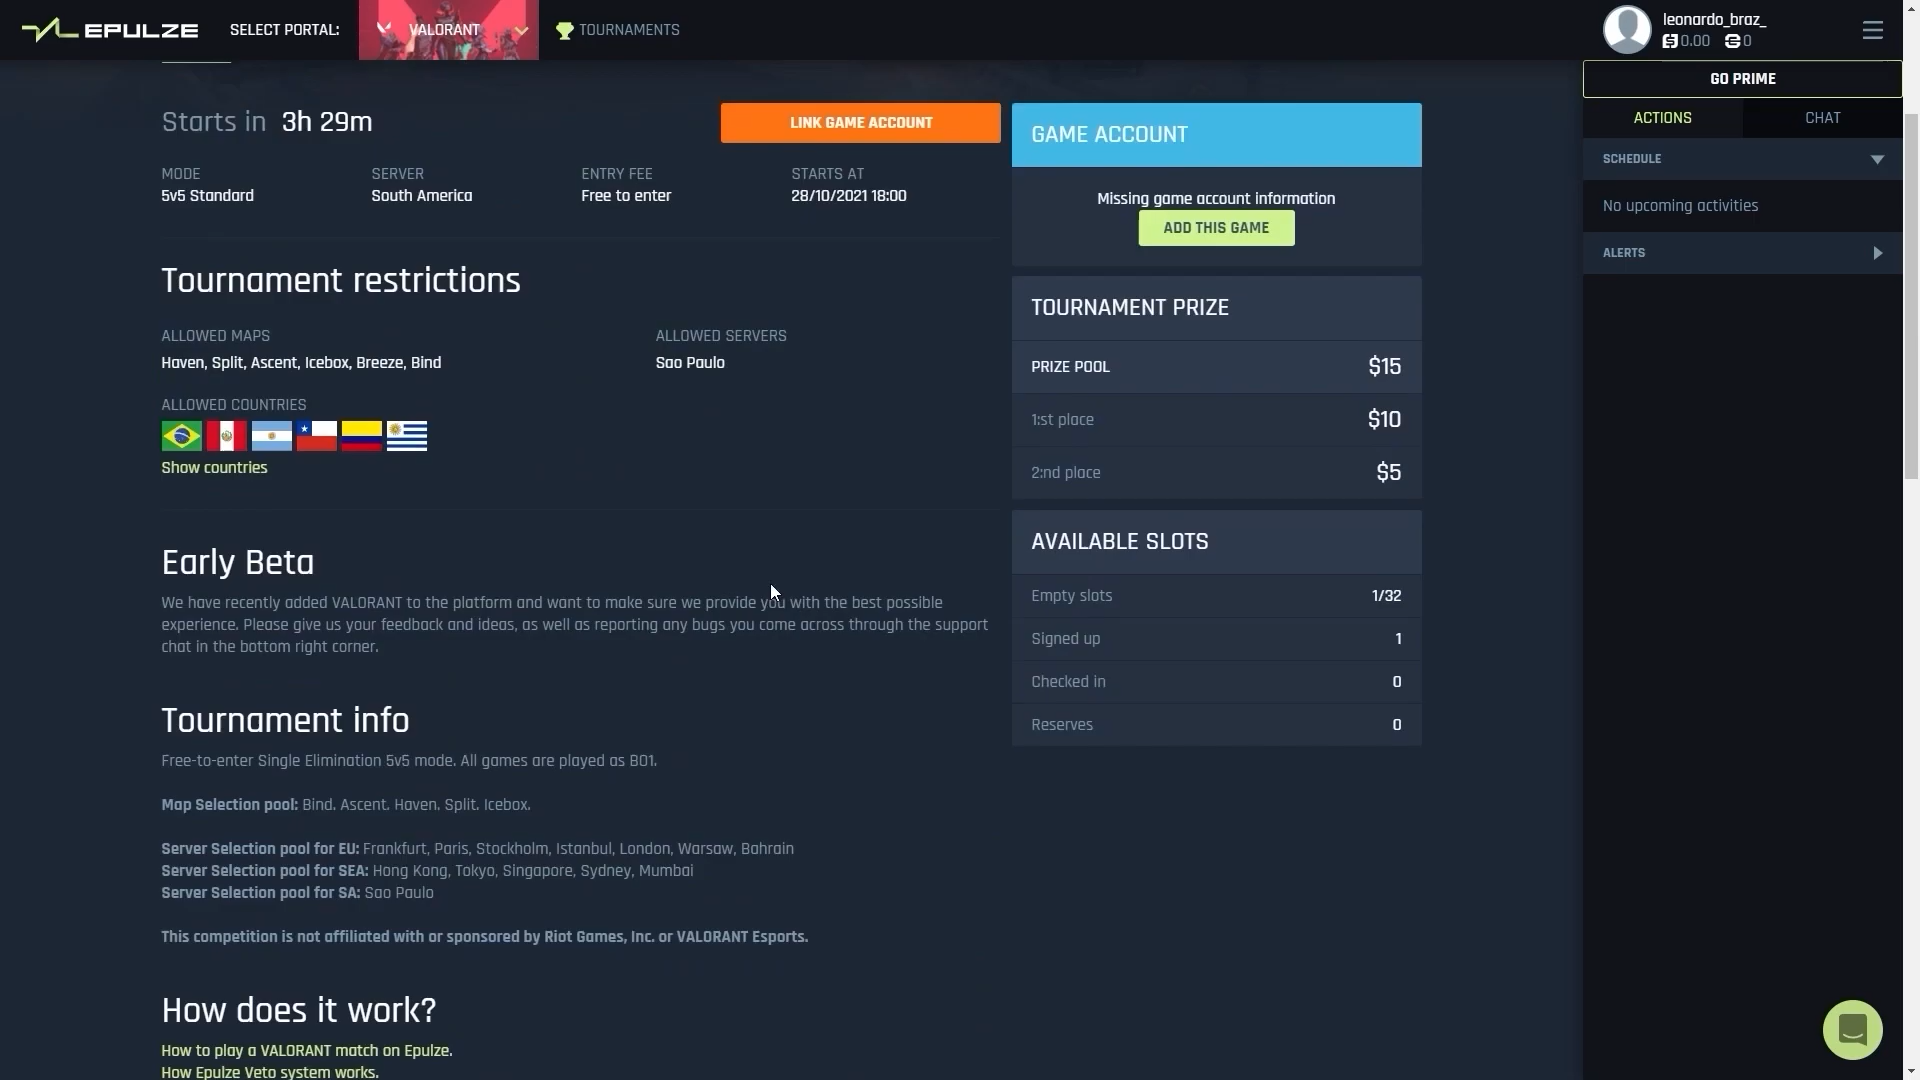 EPULZE
SELECT PORTAL:
VALORANT
TOURNAMENTS
leonardo_braz_
0.00
0
GO PRIME
ACTIONS
CHAT
SCHEDULE
No upcoming activities
ALERTS
Starts in 3h 29m
LINK GAME ACCOUNT
MODE
5v5 Standard
SERVER
South America
ENTRY FEE
Free to enter
STARTS AT
28/10/2021 18:00
Tournament restrictions
ALLOWED MAPS
Haven, Split, Ascent, Icebox, Breeze, Bind
ALLOWED SERVERS
Sao Paulo
ALLOWED COUNTRIES
Show countries
Early Beta
We have recently added VALORANT to the platform and want to make sure we provide you with the best possible
experience. Please give us your feedback and ideas, as well as reporting any bugs you come across through the support
chat in the bottom right corner.
Tournament info
Free-to-enter Single Elimination 5v5 mode. All games are played as BO1.
Map Selection pool: Bind. Ascent. Haven. Split. Icebox.
Server Selection pool for EU: Frankfurt, Paris, Stockholm, Istanbul, London, Warsaw, Bahrain
Server Selection pool for SEA: Hong Kong, Tokyo, Singapore, Sydney, Mumbai
Server Selection pool for SA: Sao Paulo
This competition is not affiliated with or sponsored by Riot Games, Inc. or VALORANT Esports.
How does it work?
How to play a VALORANT match on Epulze.
How Epulze Veto system works.
GAME ACCOUNT
Missing game account information
ADD THIS GAME
TOURNAMENT PRIZE
PRIZE POOL $15
1:st place $10
2:nd place $5
AVAILABLE SLOTS
Empty slots 1/32
Signed up 1
Checked in 0
Reserves 0